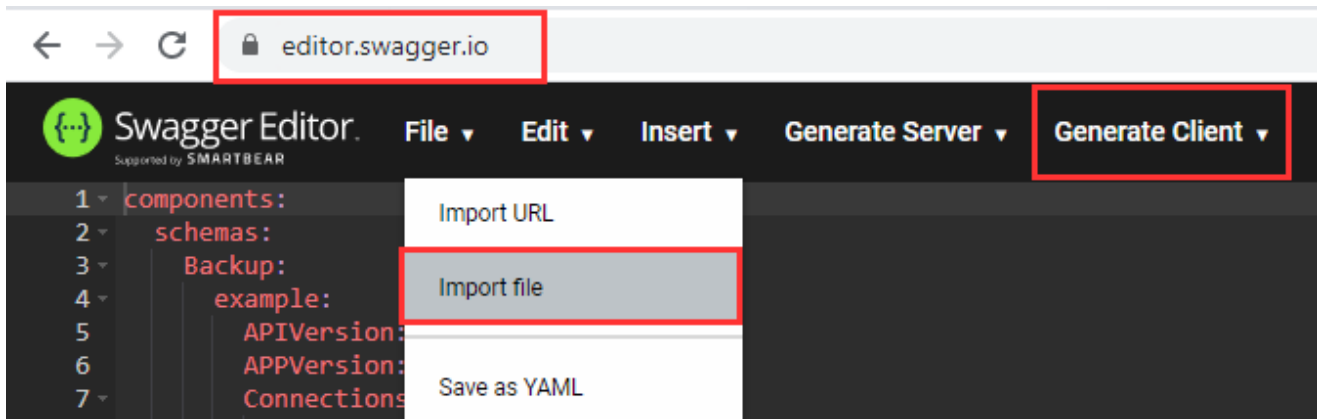 editor.swagger.io
{···} Swagger Editor.
Supported by SMARTBEAR
File ▾ Edit ▾ Insert ▾ Generate Server ▾ Generate Client ▾
Import URL
Import file
Save as YAML
1 components:
2 schemas:
3 Backup:
4 example:
5 APIVersion:
6 APPVersion:
7 Connections